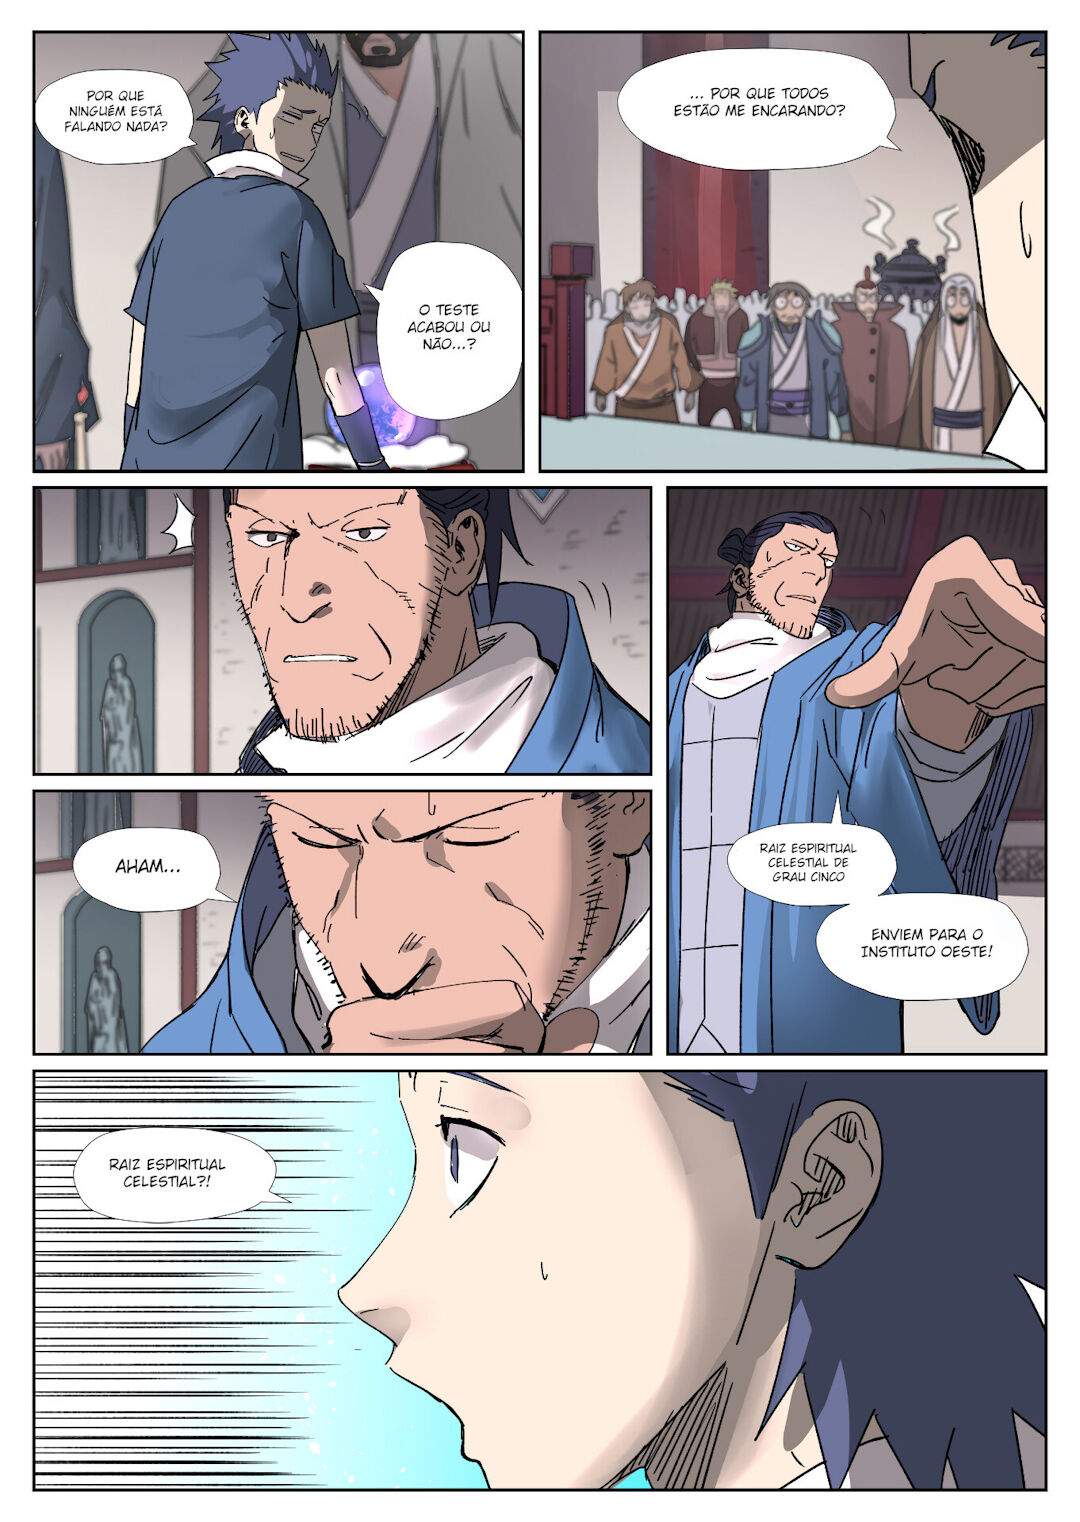 POR QUE
NINGUÉM ESTÁ
FALANDO NADA?
O TESTE
ACABOU OU
NÃO...?
... POR QUE TODOS
ESTÃO ME ENCARANDO?
AHAM...
RAIZ ESPIRITUAL
CELESTIAL DE
GRAU CINCO
ENVIEM PARA O
INSTITUTO OESTE!
RAIZ ESPIRITUAL
CELESTIAL?!